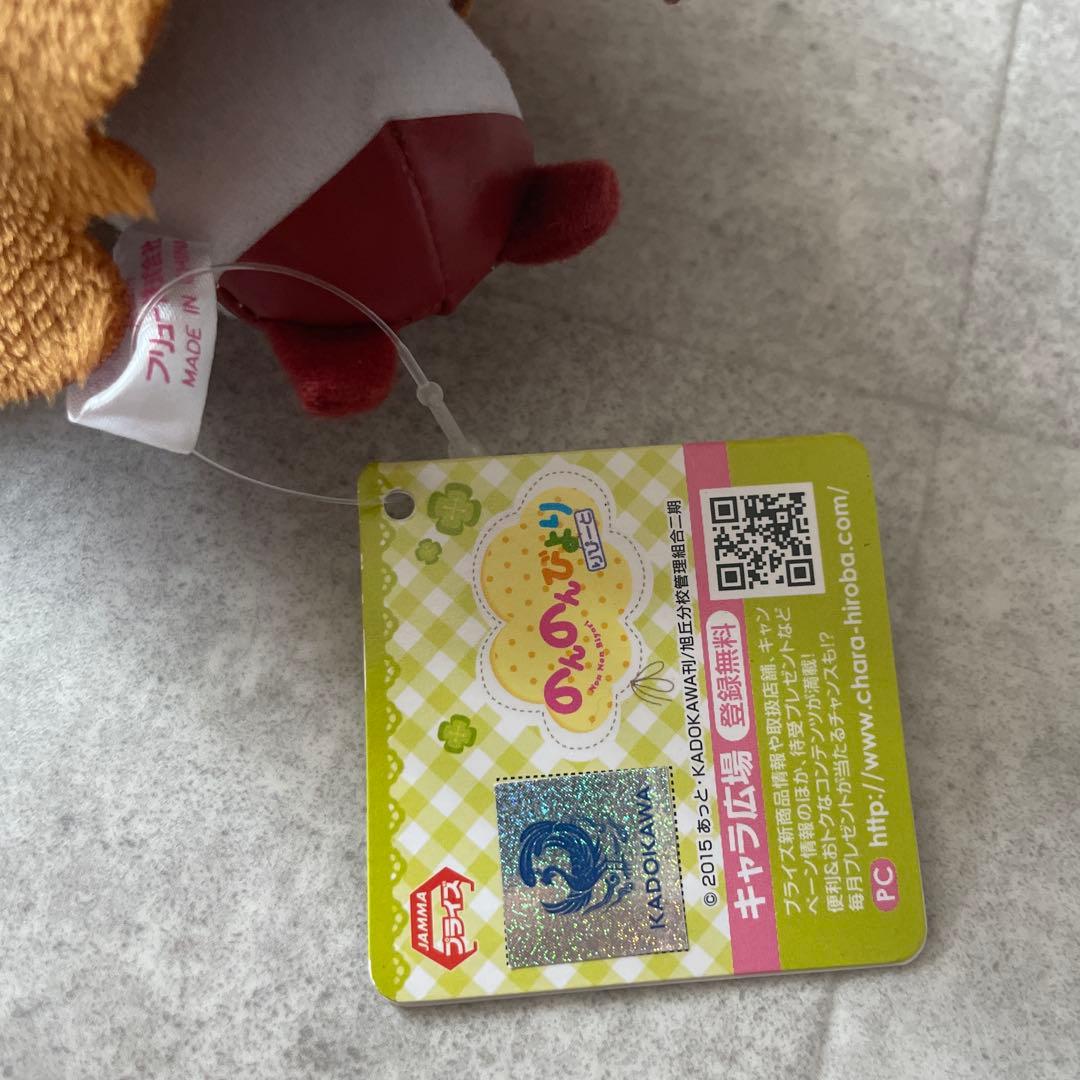 フリュー株式会社
MADE IN CHINA
のんのんびより
りぴーと
Non Non Biyori
JAMMA
プライズ
KADOKAWA
© 2015 あっと・KADOKAWA刊/旭丘分校管理組合二期
キャラ広場 登録無料
プライズ新商品情報や取扱店舗、キャン
ペーン情報のほか、待受プレゼントなど
便利&おトクなコンテンツが満載!
毎月プレゼントが当たるチャンスも!?
PC http://www.chara-hiroba.com/